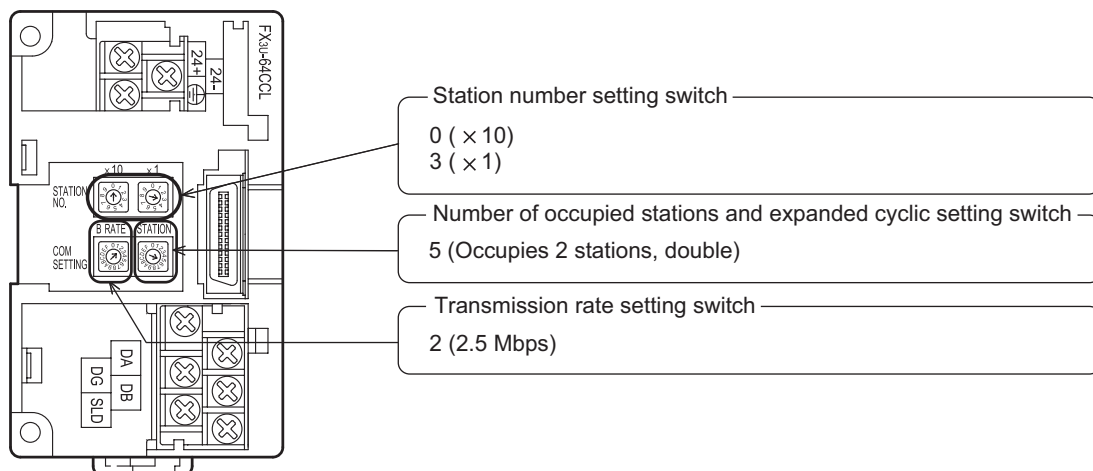 FX3U-64CCL
24+
24-
×10 ×1
STATION
NO.
B RATE STATION
COM
SETTING
DA
DG
DB
SLD
Station number setting switch
0 ( ×10)
3 ( ×1)
Number of occupied stations and expanded cyclic setting switch
5 (Occupies 2 stations, double)
Transmission rate setting switch
2 (2.5 Mbps)